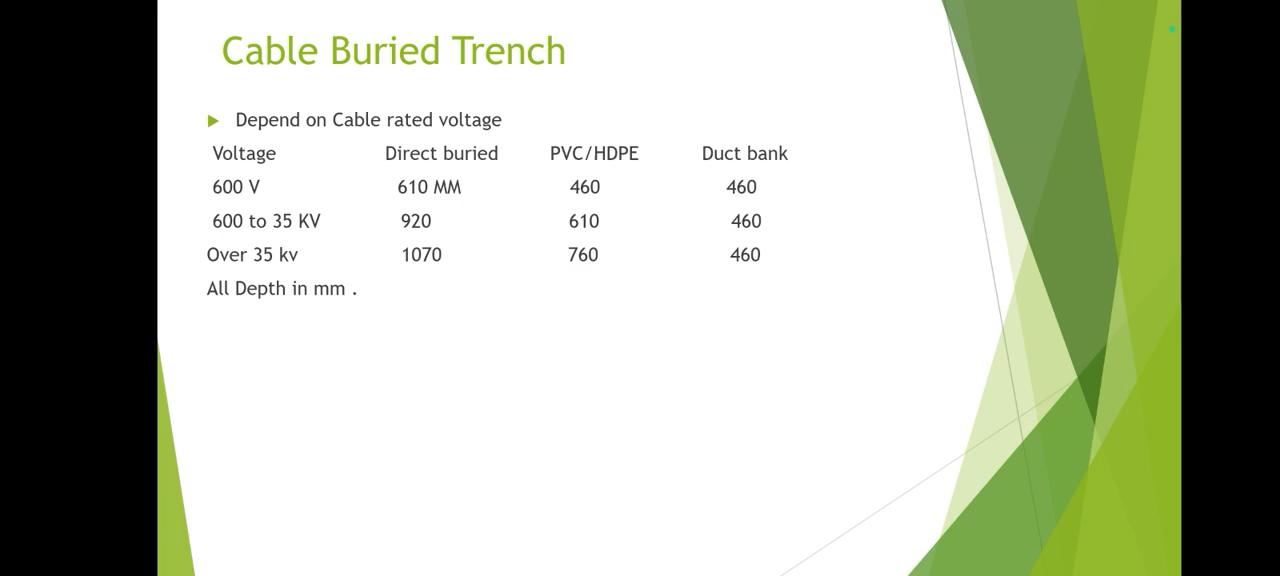 Cable Buried Trench
Depend on Cable rated voltage
Voltage Direct buried PVC/HDPE Duct bank
600 V 610 MM 460 460
600 to 35 KV 920 610 460
Over 35 kv 1070 760 460
All Depth in mm .